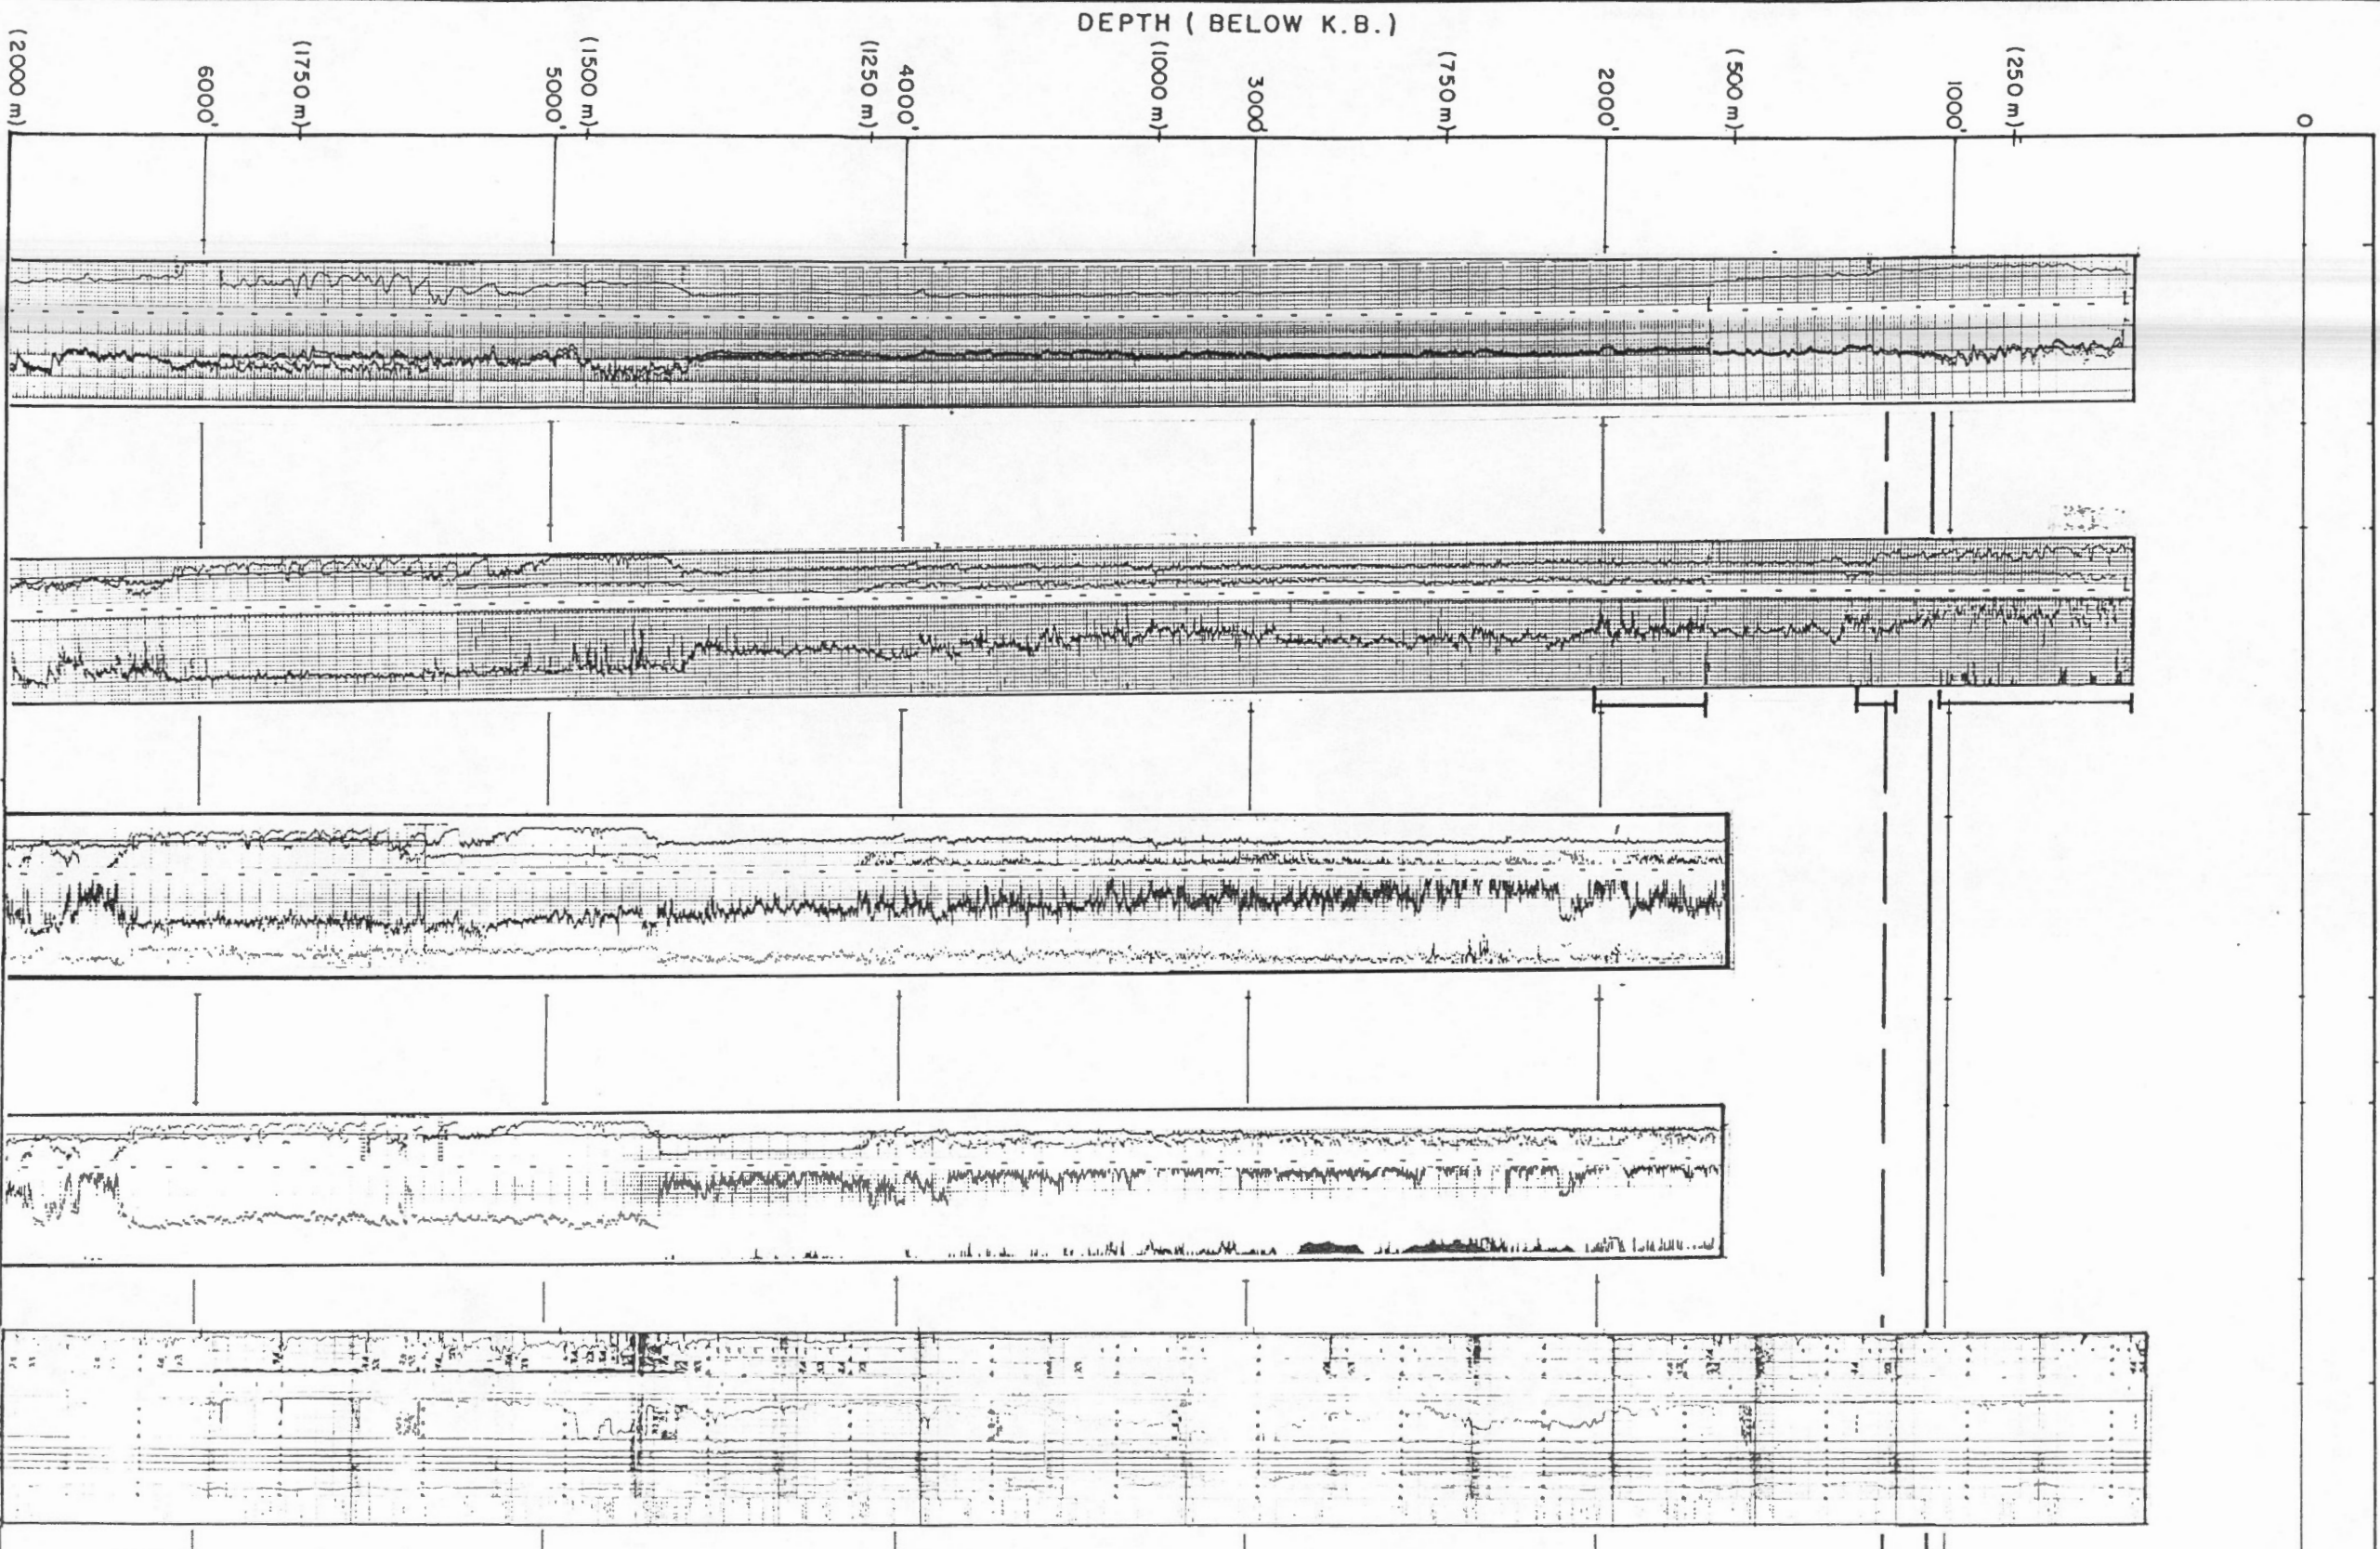 DEPTH ( BELOW K.B.)
(2000 m)
6000'
(1750 m)
5000'
(1500 m)
(1250 m)
4000'
(1000 m)
3000'
(750 m)
2000'
(500 m)
1000'
(250 m)
0